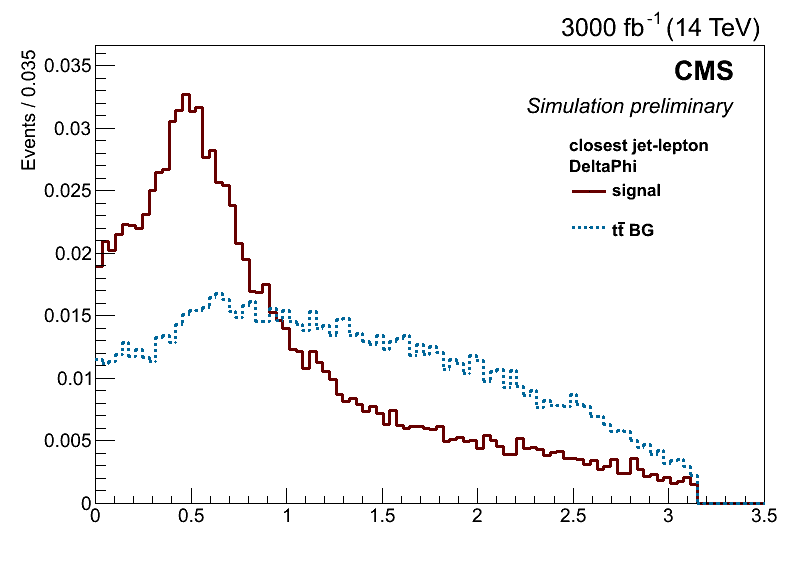 3000 fb⁻¹ (14 TeV)
Events / 0.035
0.035
0.03
0.025
0.02
0.015
0.01
0.005
0
CMS
Simulation preliminary
closest jet-lepton
DeltaPhi
signal
tt̄ BG
0 0.5 1 1.5 2 2.5 3 3.5